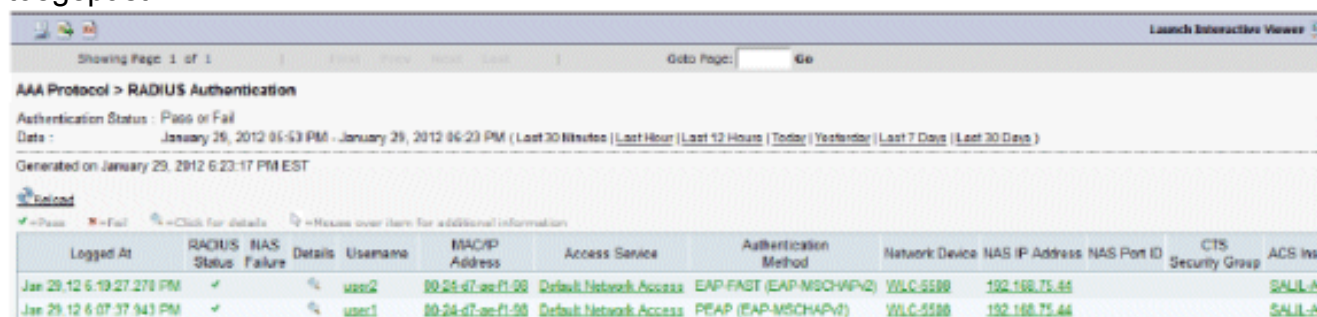 Launch Interactive Viewer
Showing Page 1 of 1 | First Prev Next Last | Goto Page: Go
AAA Protocol > RADIUS Authentication
Authentication Status : Pass or Fail
Date : January 29, 2012 05:53 PM - January 29, 2012 06:23 PM ( Last 30 Minutes | Last Hour | Last 12 Hours | Today | Yesterday | Last 7 Days | Last 30 Days )
Generated on January 29, 2012 6:23:17 PM EST
Reload
=Pass =Fail =Click for details =Mouse over item for additional information
Logged At RADIUS Status NAS Failure Details Username MAC/IP Address Access Service Authentication Method Network Device NAS IP Address NAS Port ID CTS Security Group ACS Ins
Jan 29,12 6:19:27.270 PM user2 00-24-d7-ae-f1-98 Default Network Access EAP-FAST (EAP-MSCHAPv2) WLC-5508 192.168.75.44 SALIL-A
Jan 29,12 6:07:37.943 PM user1 00-24-d7-ae-f1-98 Default Network Access PEAP (EAP-MSCHAPv2) WLC-5508 192.168.75.44 SALIL-A